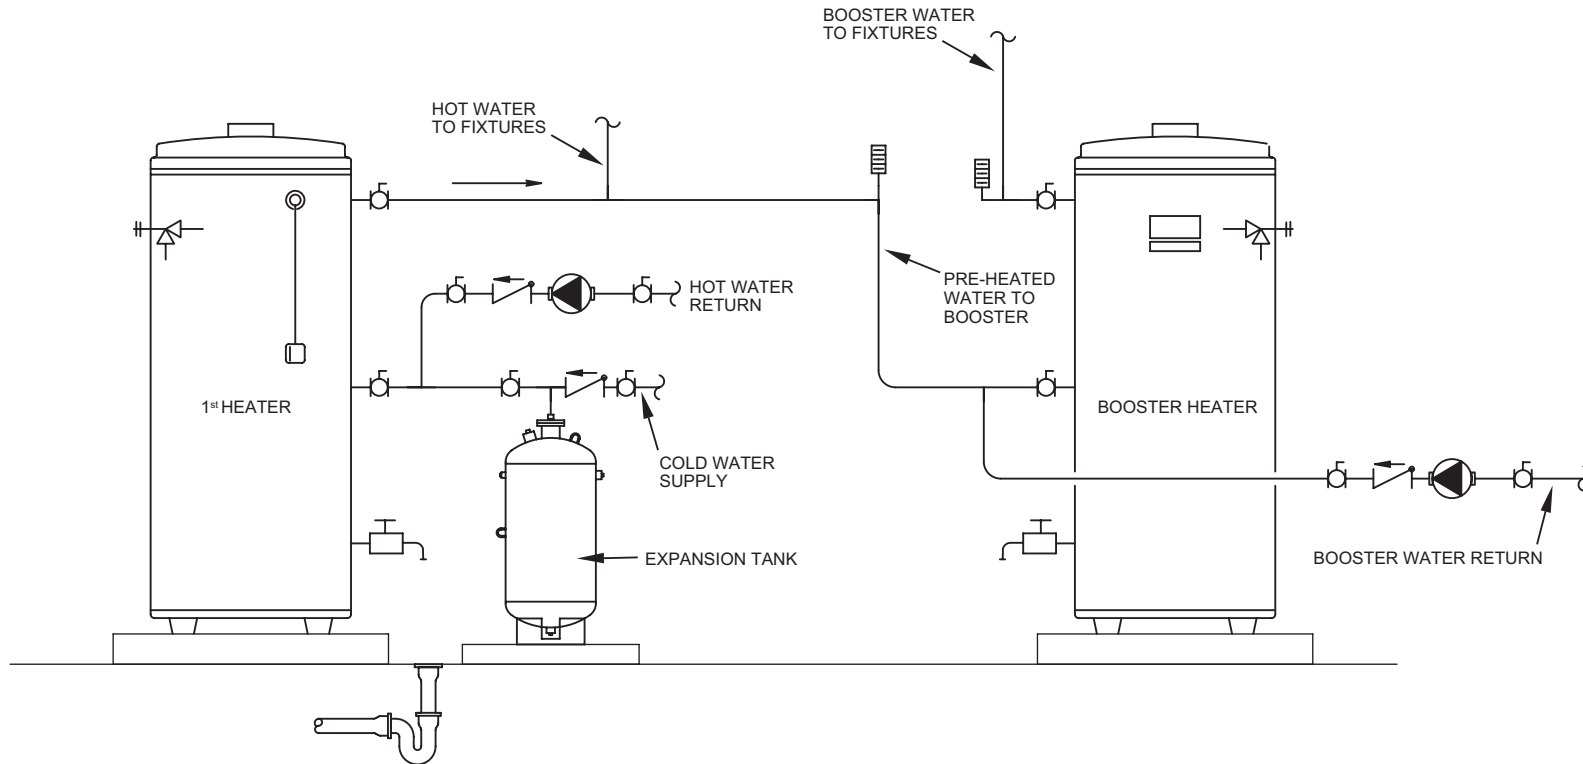 BOOSTER WATER
TO FIXTURES
HOT WATER
TO FIXTURES
HOT WATER
RETURN
PRE-HEATED
WATER TO
BOOSTER
1st HEATER
BOOSTER HEATER
COLD WATER
SUPPLY
EXPANSION TANK
BOOSTER WATER RETURN